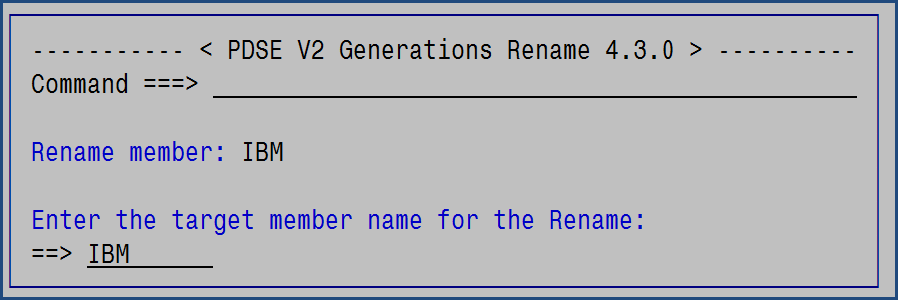 ----------- < PDSE V2 Generations Rename 4.3.0 > ----------
Command ===>
Rename member: IBM
Enter the target member name for the Rename:
==> IBM